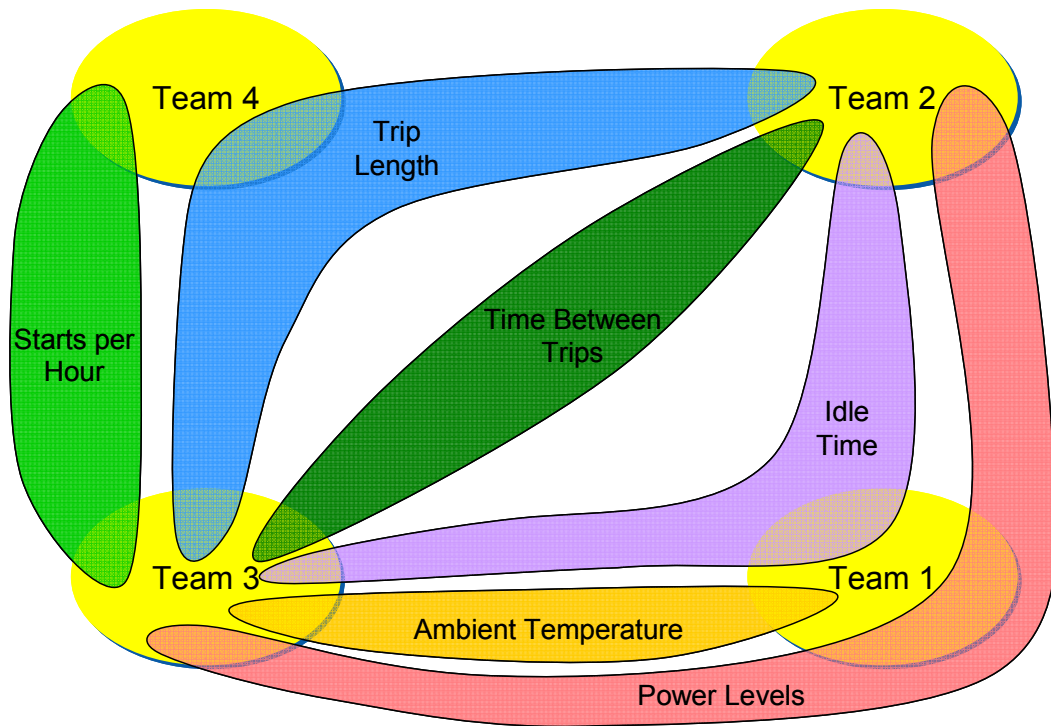 Team 4
Team 2
Trip
Length
Starts per
Hour
Time Between
Trips
Idle
Time
Team 3
Team 1
Ambient Temperature
Power Levels